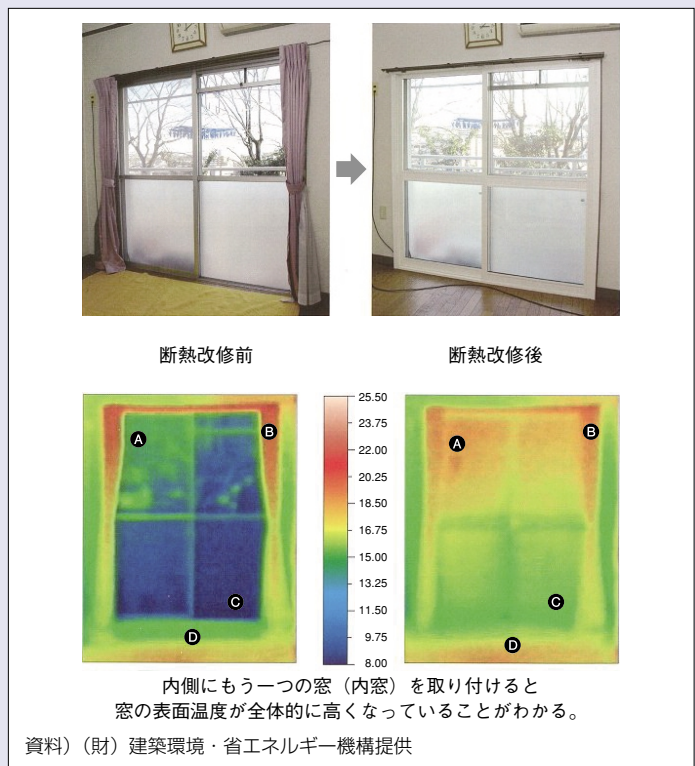 断熱改修前
断熱改修後
A
B
C
D
25.50
23.75
22.00
20.25
18.50
16.75
15.00
13.25
11.50
9.75
8.00
A
B
C
D
内側にもう一つの窓（内窓）を取り付けると
窓の表面温度が全体的に高くなっていることがわかる。
資料）（財）建築環境・省エネルギー機構提供